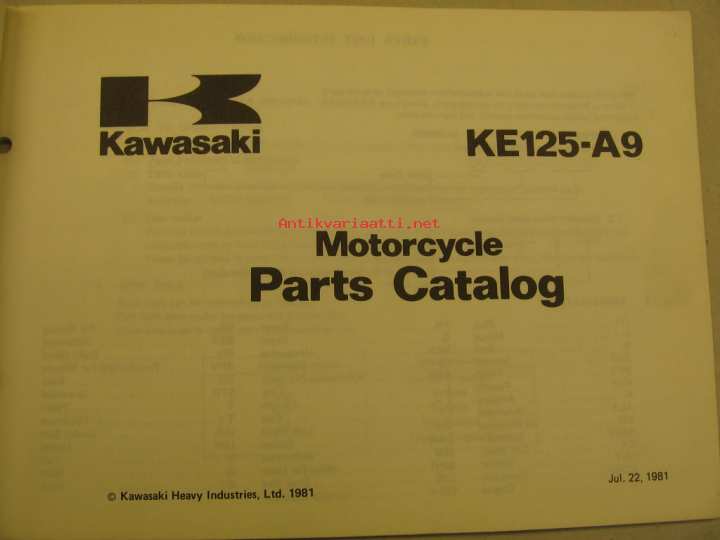 Kawasaki
KE125-A9
Antikvariaatti.net
Motorcycle
Parts Catalog
© Kawasaki Heavy Industries, Ltd. 1981
Jul. 22, 1981